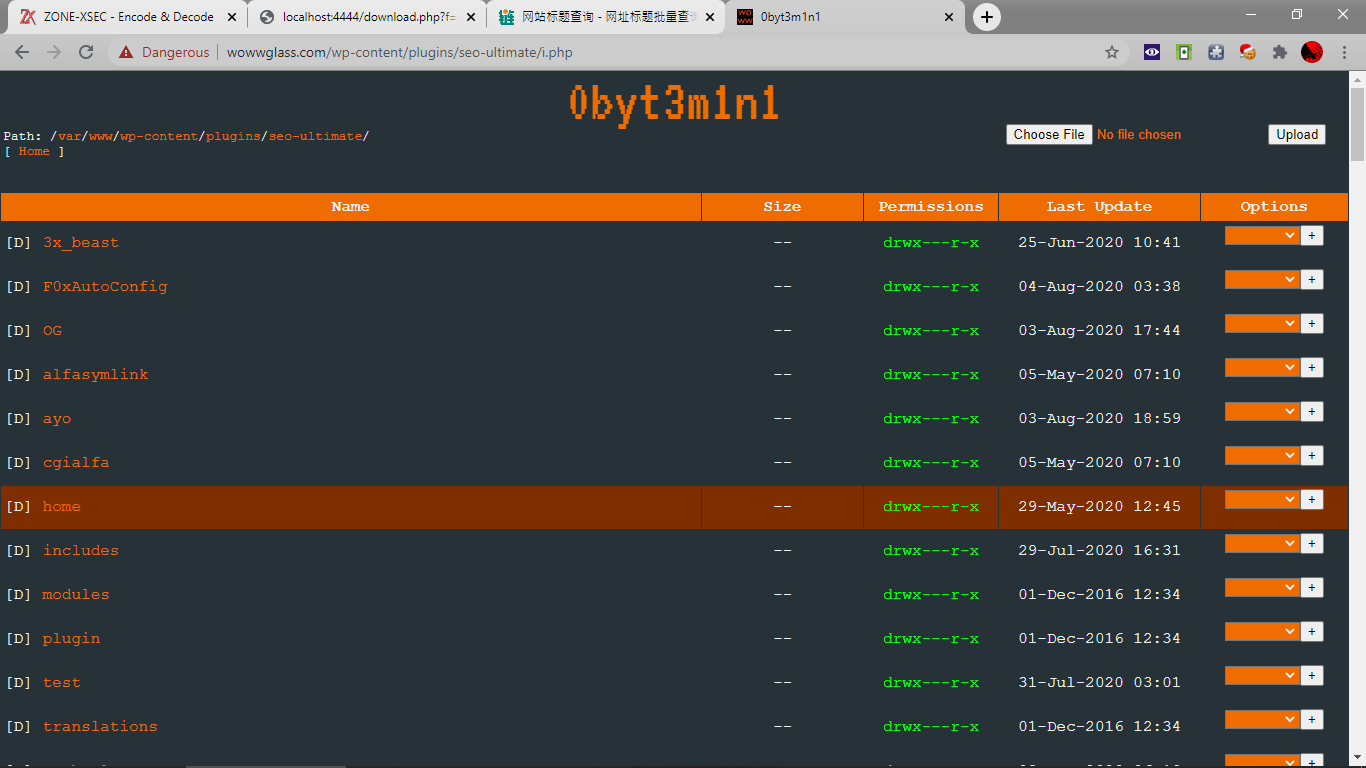 ZONE-XSEC - Encode & Decode
localhost:4444/download.php?f=
网站标题查询 - 网址标题批量查询
0byt3m1n1
Dangerous wowwglass.com/wp-content/plugins/seo-ultimate/i.php
0byt3m1n1
Path: /var/www/wp-content/plugins/seo-ultimate/
[ Home ]
Choose File No file chosen Upload
Name Size Permissions Last Update Options
[D] 3x_beast -- drwx---r-x 25-Jun-2020 10:41 +
[D] F0xAutoConfig -- drwx---r-x 04-Aug-2020 03:38 +
[D] OG -- drwx---r-x 03-Aug-2020 17:44 +
[D] alfasymlink -- drwx---r-x 05-May-2020 07:10 +
[D] ayo -- drwx---r-x 03-Aug-2020 18:59 +
[D] cgialfa -- drwx---r-x 05-May-2020 07:10 +
[D] home -- drwx---r-x 29-May-2020 12:45 +
[D] includes -- drwx---r-x 29-Jul-2020 16:31 +
[D] modules -- drwx---r-x 01-Dec-2016 12:34 +
[D] plugin -- drwx---r-x 01-Dec-2016 12:34 +
[D] test -- drwx---r-x 31-Jul-2020 03:01 +
[D] translations -- drwx---r-x 01-Dec-2016 12:34 +